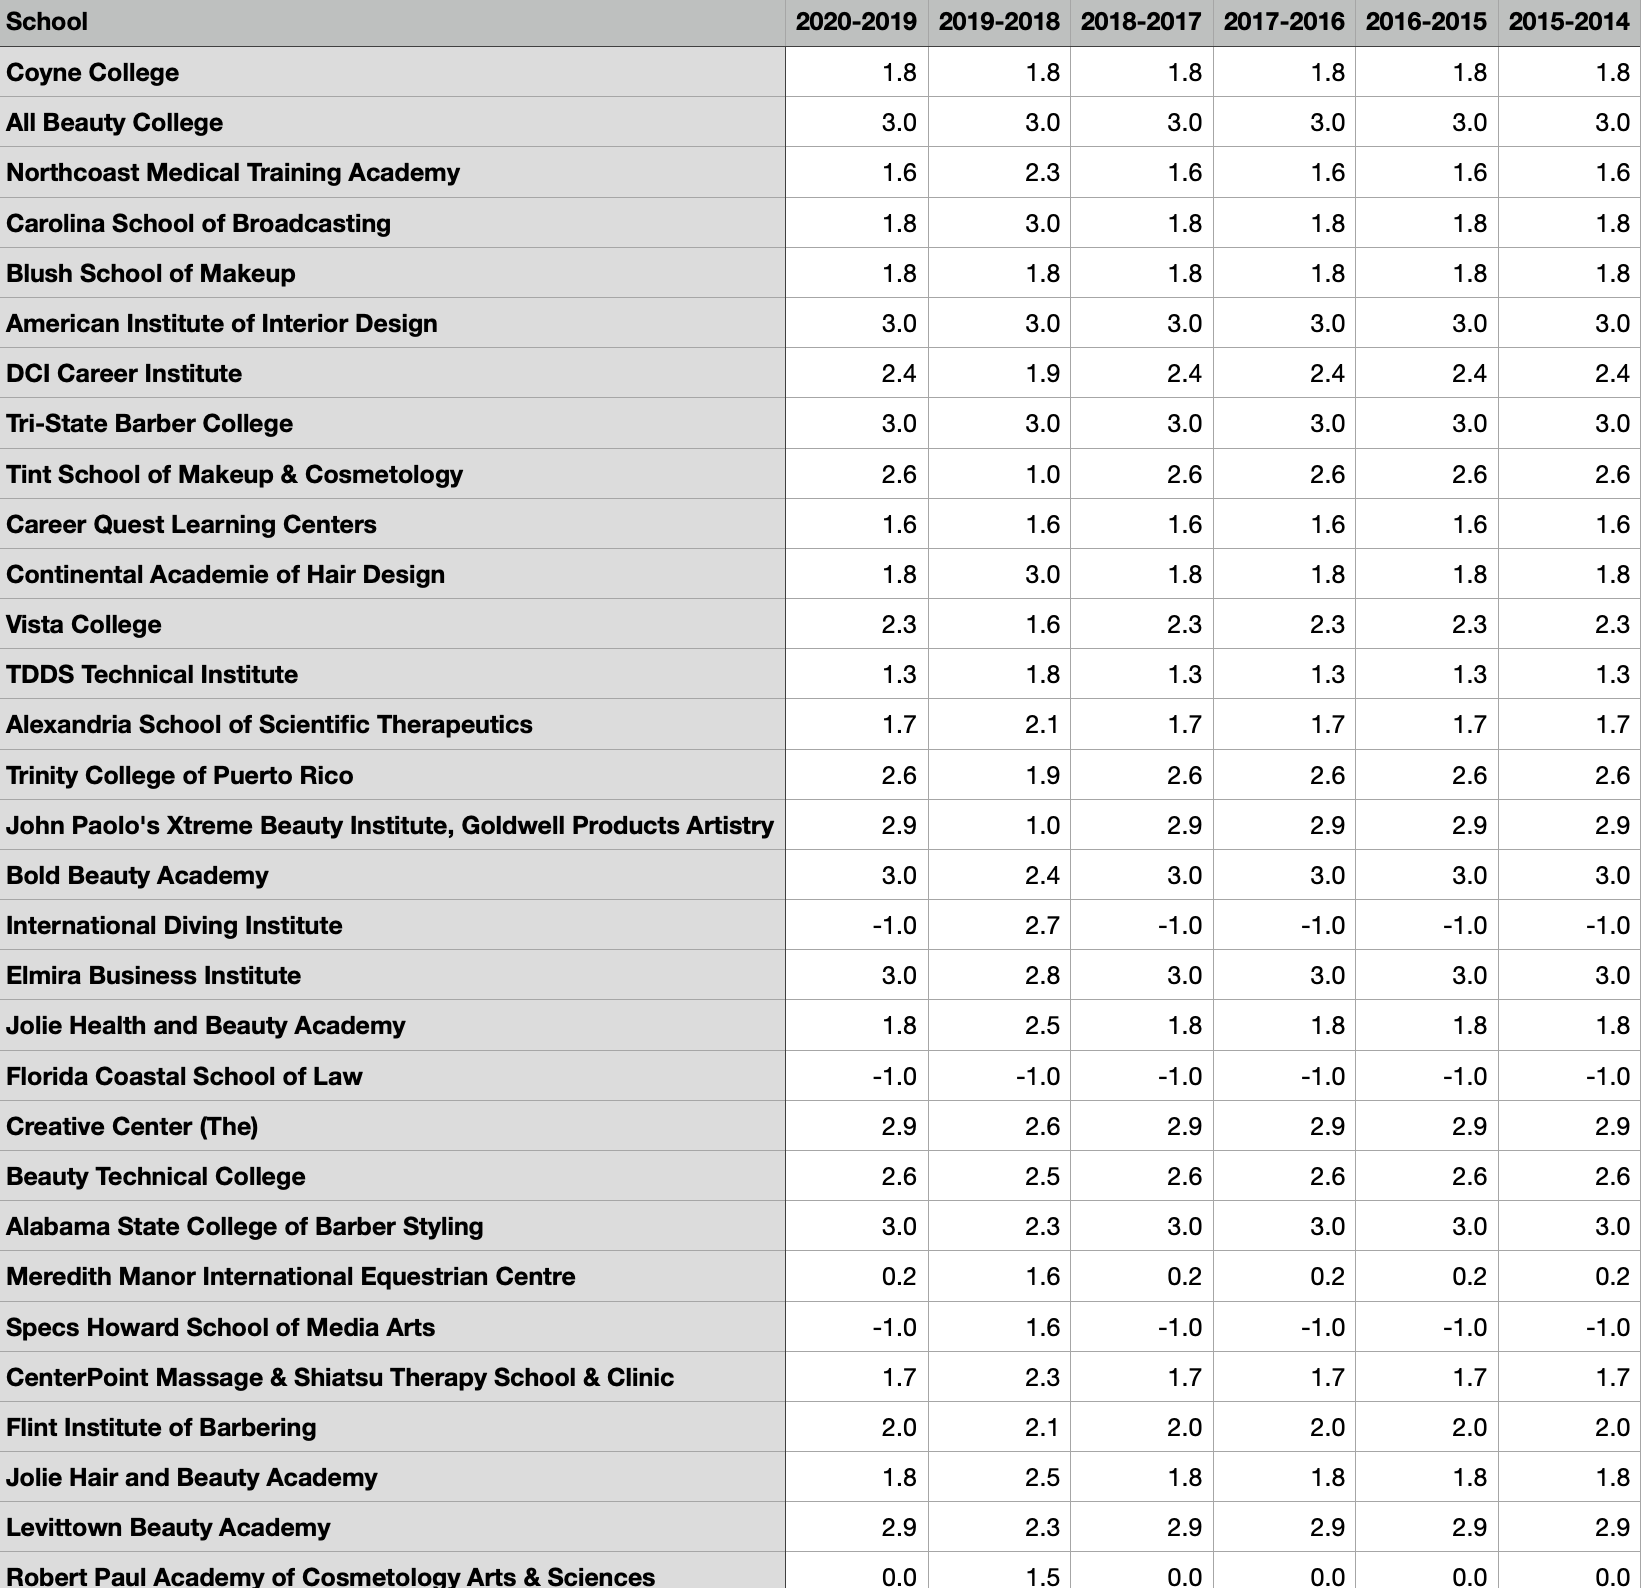 School 2020-2019 2019-2018 2018-2017 2017-2016 2016-2015 2015-2014
Coyne College 1.8 1.8 1.8 1.8 1.8 1.8
All Beauty College 3.0 3.0 3.0 3.0 3.0 3.0
Northcoast Medical Training Academy 1.6 2.3 1.6 1.6 1.6 1.6
Carolina School of Broadcasting 1.8 3.0 1.8 1.8 1.8 1.8
Blush School of Makeup 1.8 1.8 1.8 1.8 1.8 1.8
American Institute of Interior Design 3.0 3.0 3.0 3.0 3.0 3.0
DCI Career Institute 2.4 1.9 2.4 2.4 2.4 2.4
Tri-State Barber College 3.0 3.0 3.0 3.0 3.0 3.0
Tint School of Makeup & Cosmetology 2.6 1.0 2.6 2.6 2.6 2.6
Career Quest Learning Centers 1.6 1.6 1.6 1.6 1.6 1.6
Continental Academie of Hair Design 1.8 3.0 1.8 1.8 1.8 1.8
Vista College 2.3 1.6 2.3 2.3 2.3 2.3
TDDS Technical Institute 1.3 1.8 1.3 1.3 1.3 1.3
Alexandria School of Scientific Therapeutics 1.7 2.1 1.7 1.7 1.7 1.7
Trinity College of Puerto Rico 2.6 1.9 2.6 2.6 2.6 2.6
John Paolo's Xtreme Beauty Institute, Goldwell Products Artistry 2.9 1.0 2.9 2.9 2.9 2.9
Bold Beauty Academy 3.0 2.4 3.0 3.0 3.0 3.0
International Diving Institute -1.0 2.7 -1.0 -1.0 -1.0 -1.0
Elmira Business Institute 3.0 2.8 3.0 3.0 3.0 3.0
Jolie Health and Beauty Academy 1.8 2.5 1.8 1.8 1.8 1.8
Florida Coastal School of Law -1.0 -1.0 -1.0 -1.0 -1.0 -1.0
Creative Center (The) 2.9 2.6 2.9 2.9 2.9 2.9
Beauty Technical College 2.6 2.5 2.6 2.6 2.6 2.6
Alabama State College of Barber Styling 3.0 2.3 3.0 3.0 3.0 3.0
Meredith Manor International Equestrian Centre 0.2 1.6 0.2 0.2 0.2 0.2
Specs Howard School of Media Arts -1.0 1.6 -1.0 -1.0 -1.0 -1.0
CenterPoint Massage & Shiatsu Therapy School & Clinic 1.7 2.3 1.7 1.7 1.7 1.7
Flint Institute of Barbering 2.0 2.1 2.0 2.0 2.0 2.0
Jolie Hair and Beauty Academy 1.8 2.5 1.8 1.8 1.8 1.8
Levittown Beauty Academy 2.9 2.3 2.9 2.9 2.9 2.9
Robert Paul Academy of Cosmetology Arts & Sciences 0.0 1.5 0.0 0.0 0.0 0.0